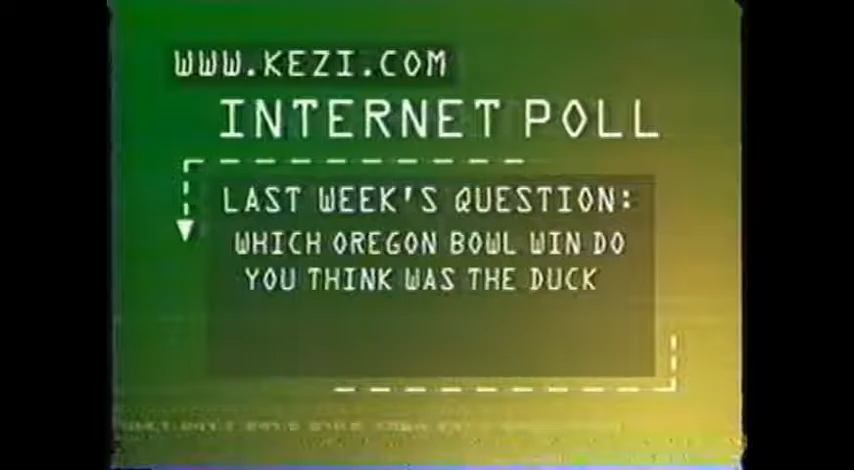 WWW.KEZI.COM
INTERNET POLL
LAST WEEK'S QUESTION:
WHICH OREGON BOWL WIN DO
YOU THINK WAS THE DUCK